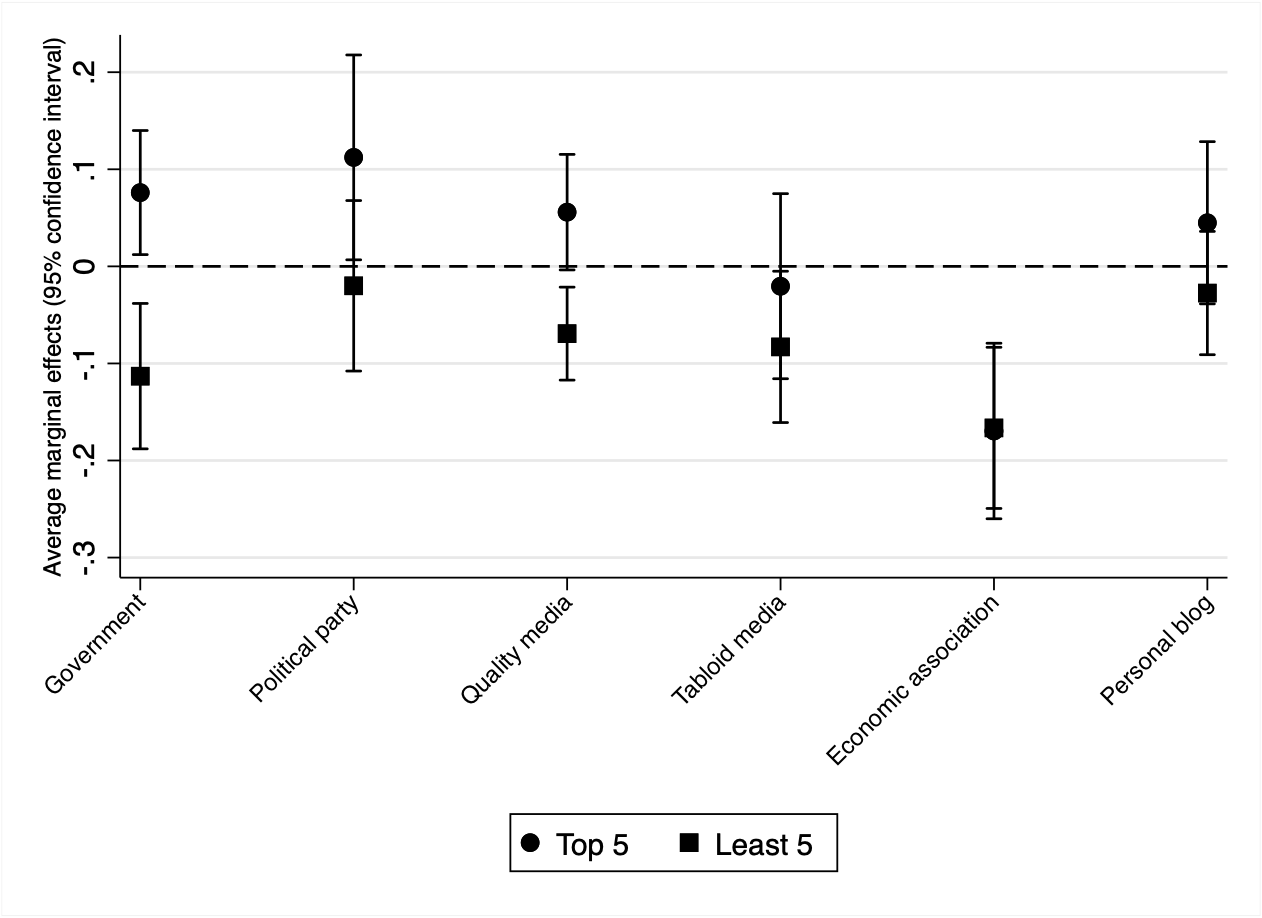 Average marginal effects (95% confidence interval)
.2
.1
0
-.1
-.2
-.3
Government
Political party
Quality media
Tabloid media
Economic association
Personal blog
Top 5
Least 5